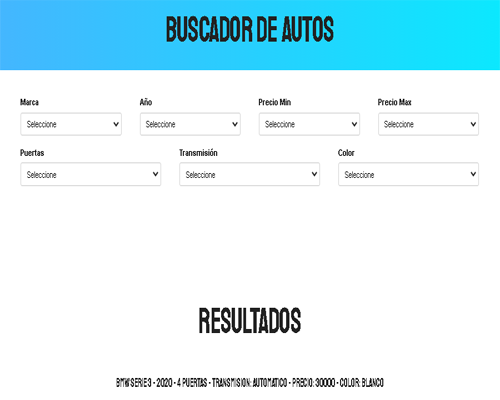 BUSCADOR DE AUTOS
Marca Año Precio Min Precio Max
Seleccione Seleccione Seleccione Seleccione
Puertas Transmisión Color
Seleccione Seleccione Seleccione
RESULTADOS
BMW SERIE 3 - 2020 - 4 PUERTAS - TRANSMISION: AUTOMATICO - PRECIO: 30000 - COLOR: BLANCO